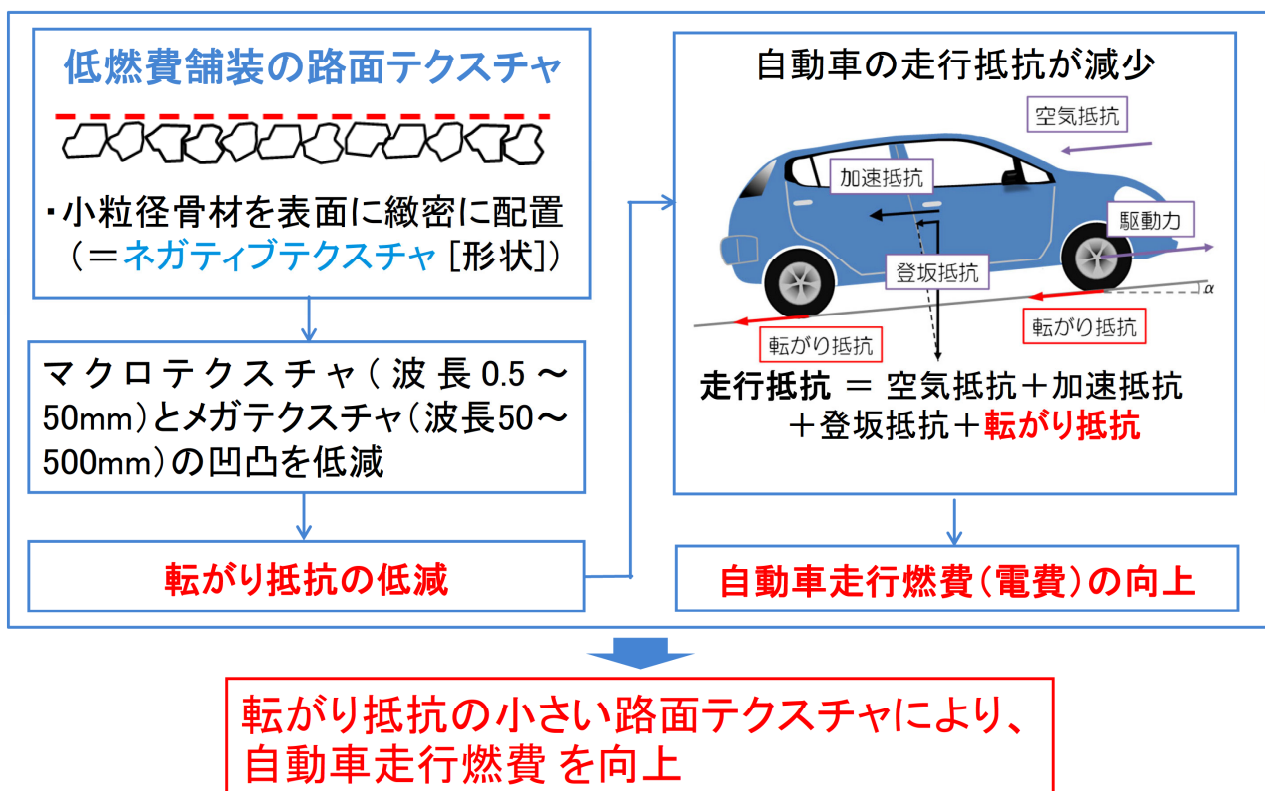 低燃費舗装の路面テクスチャ
・小粒径骨材を表面に緻密に配置
（＝ネガティブテクスチャ［形状］）
マクロテクスチャ（波長0.5～
50mm）とメガテクスチャ（波長50～
500mm）の凹凸を低減
転がり抵抗の低減
自動車の走行抵抗が減少
空気抵抗
加速抵抗
駆動力
登坂抵抗
α
転がり抵抗
転がり抵抗
走行抵抗 ＝ 空気抵抗＋加速抵抗
＋登坂抵抗＋転がり抵抗
自動車走行燃費（電費）の向上
転がり抵抗の小さい路面テクスチャにより、
自動車走行燃費 を向上